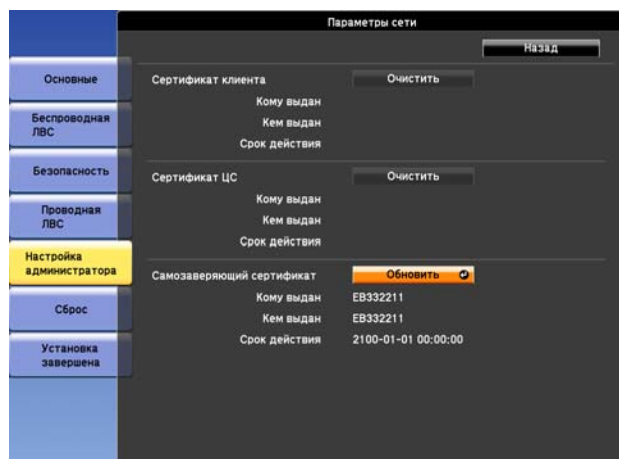 Параметры сети
Назад
Основные
Беспроводная
ЛВС
Безопасность
Проводная
ЛВС
Настройка
администратора
Сброс
Установка
завершена
Сертификат клиента Очистить
Кому выдан
Кем выдан
Срок действия
Сертификат ЦС Очистить
Кому выдан
Кем выдан
Срок действия
Самозаверяющий сертификат Обновить
Кому выдан EB332211
Кем выдан EB332211
Срок действия 2100-01-01 00:00:00